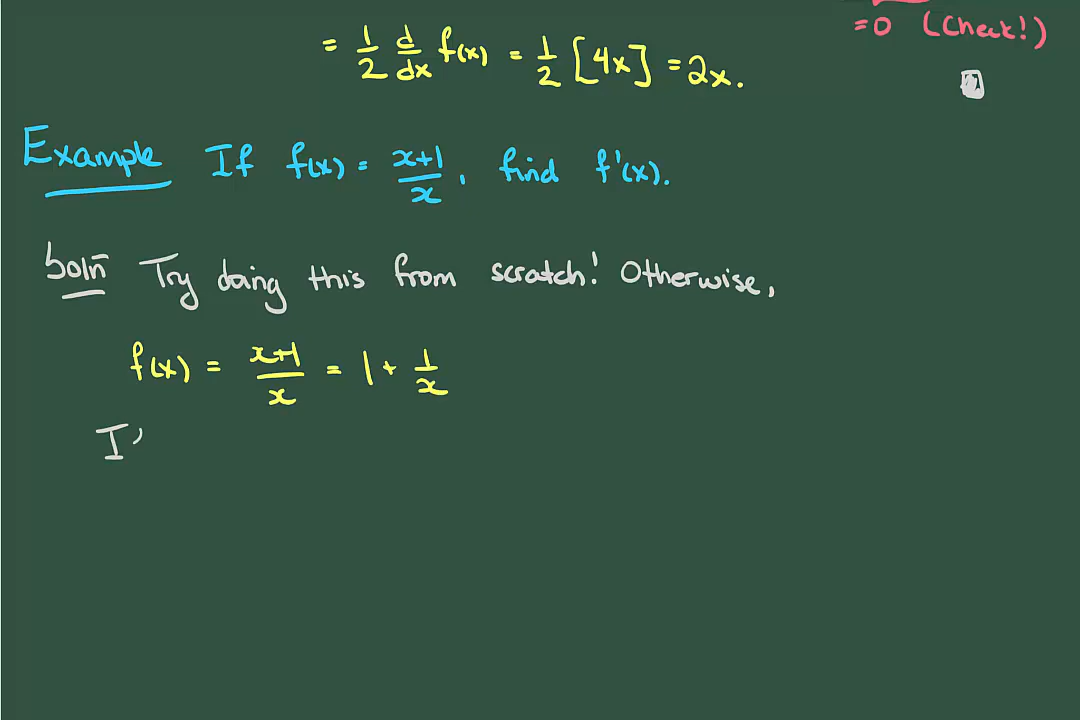 = 0 (Check!)
= 1/2 d/dx f(x) = 1/2 [4x] = 2x.
Example If f(x) = x+1/x, find f'(x).
Soln Try doing this from scratch! Otherwise,
f(x) = x+1/x = 1 + 1/x
I'